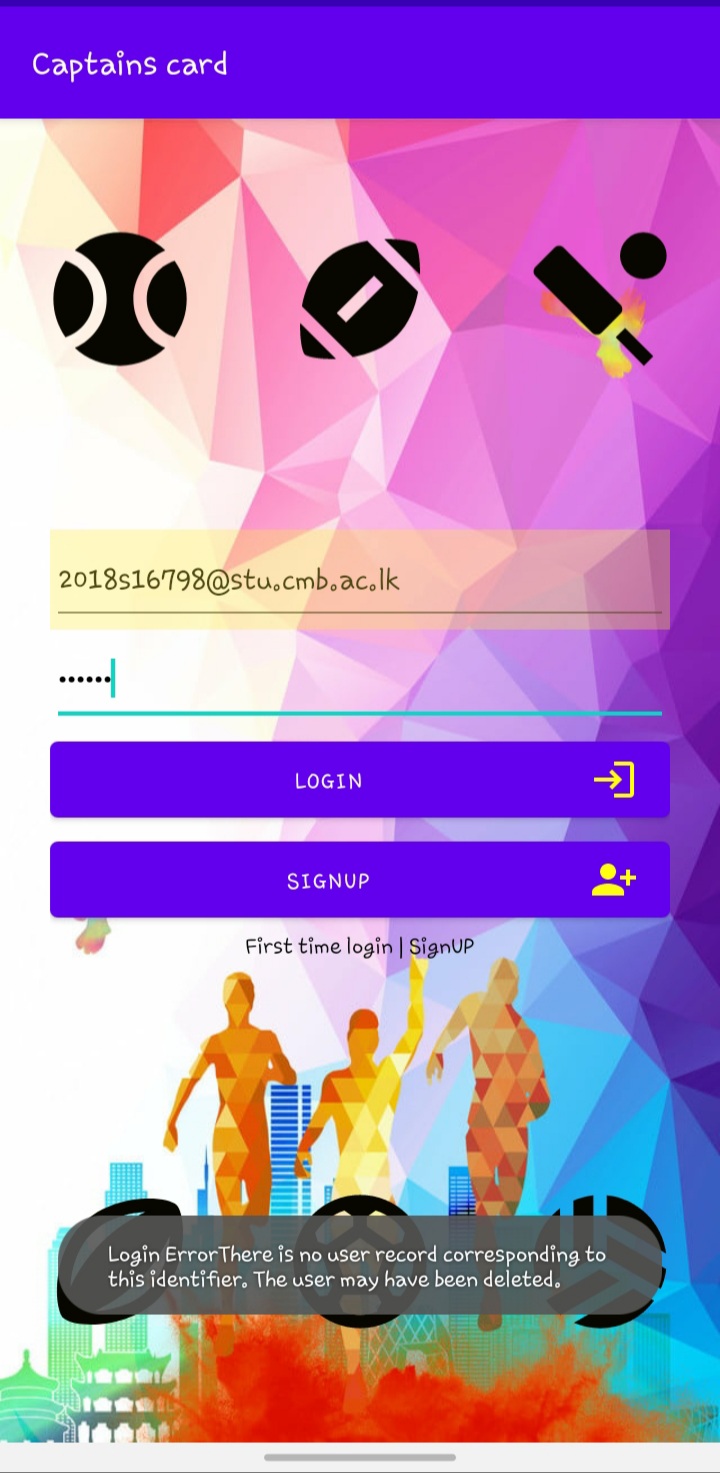 Captains card
2018s16798@stu.cmb.ac.lk
••••••
LOGIN
SIGNUP
First time login | SignUP
Login ErrorThere is no user record corresponding to
this identifier. The user may have been deleted.